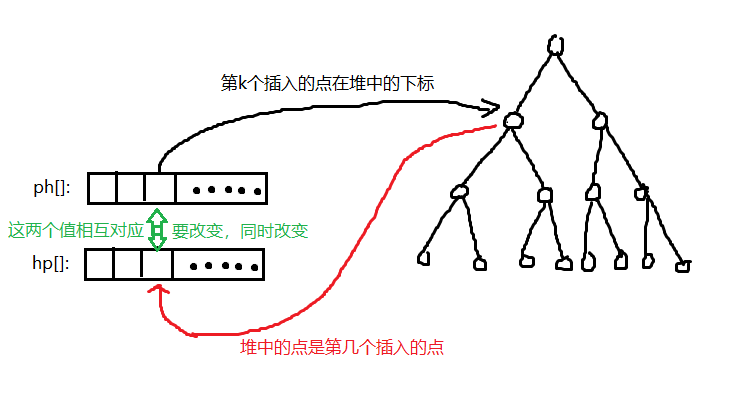 第k个插入的点在堆中的下标
ph[]:
这两个值相互对应 要改变，同时改变
hp[]:
堆中的点是第几个插入的点